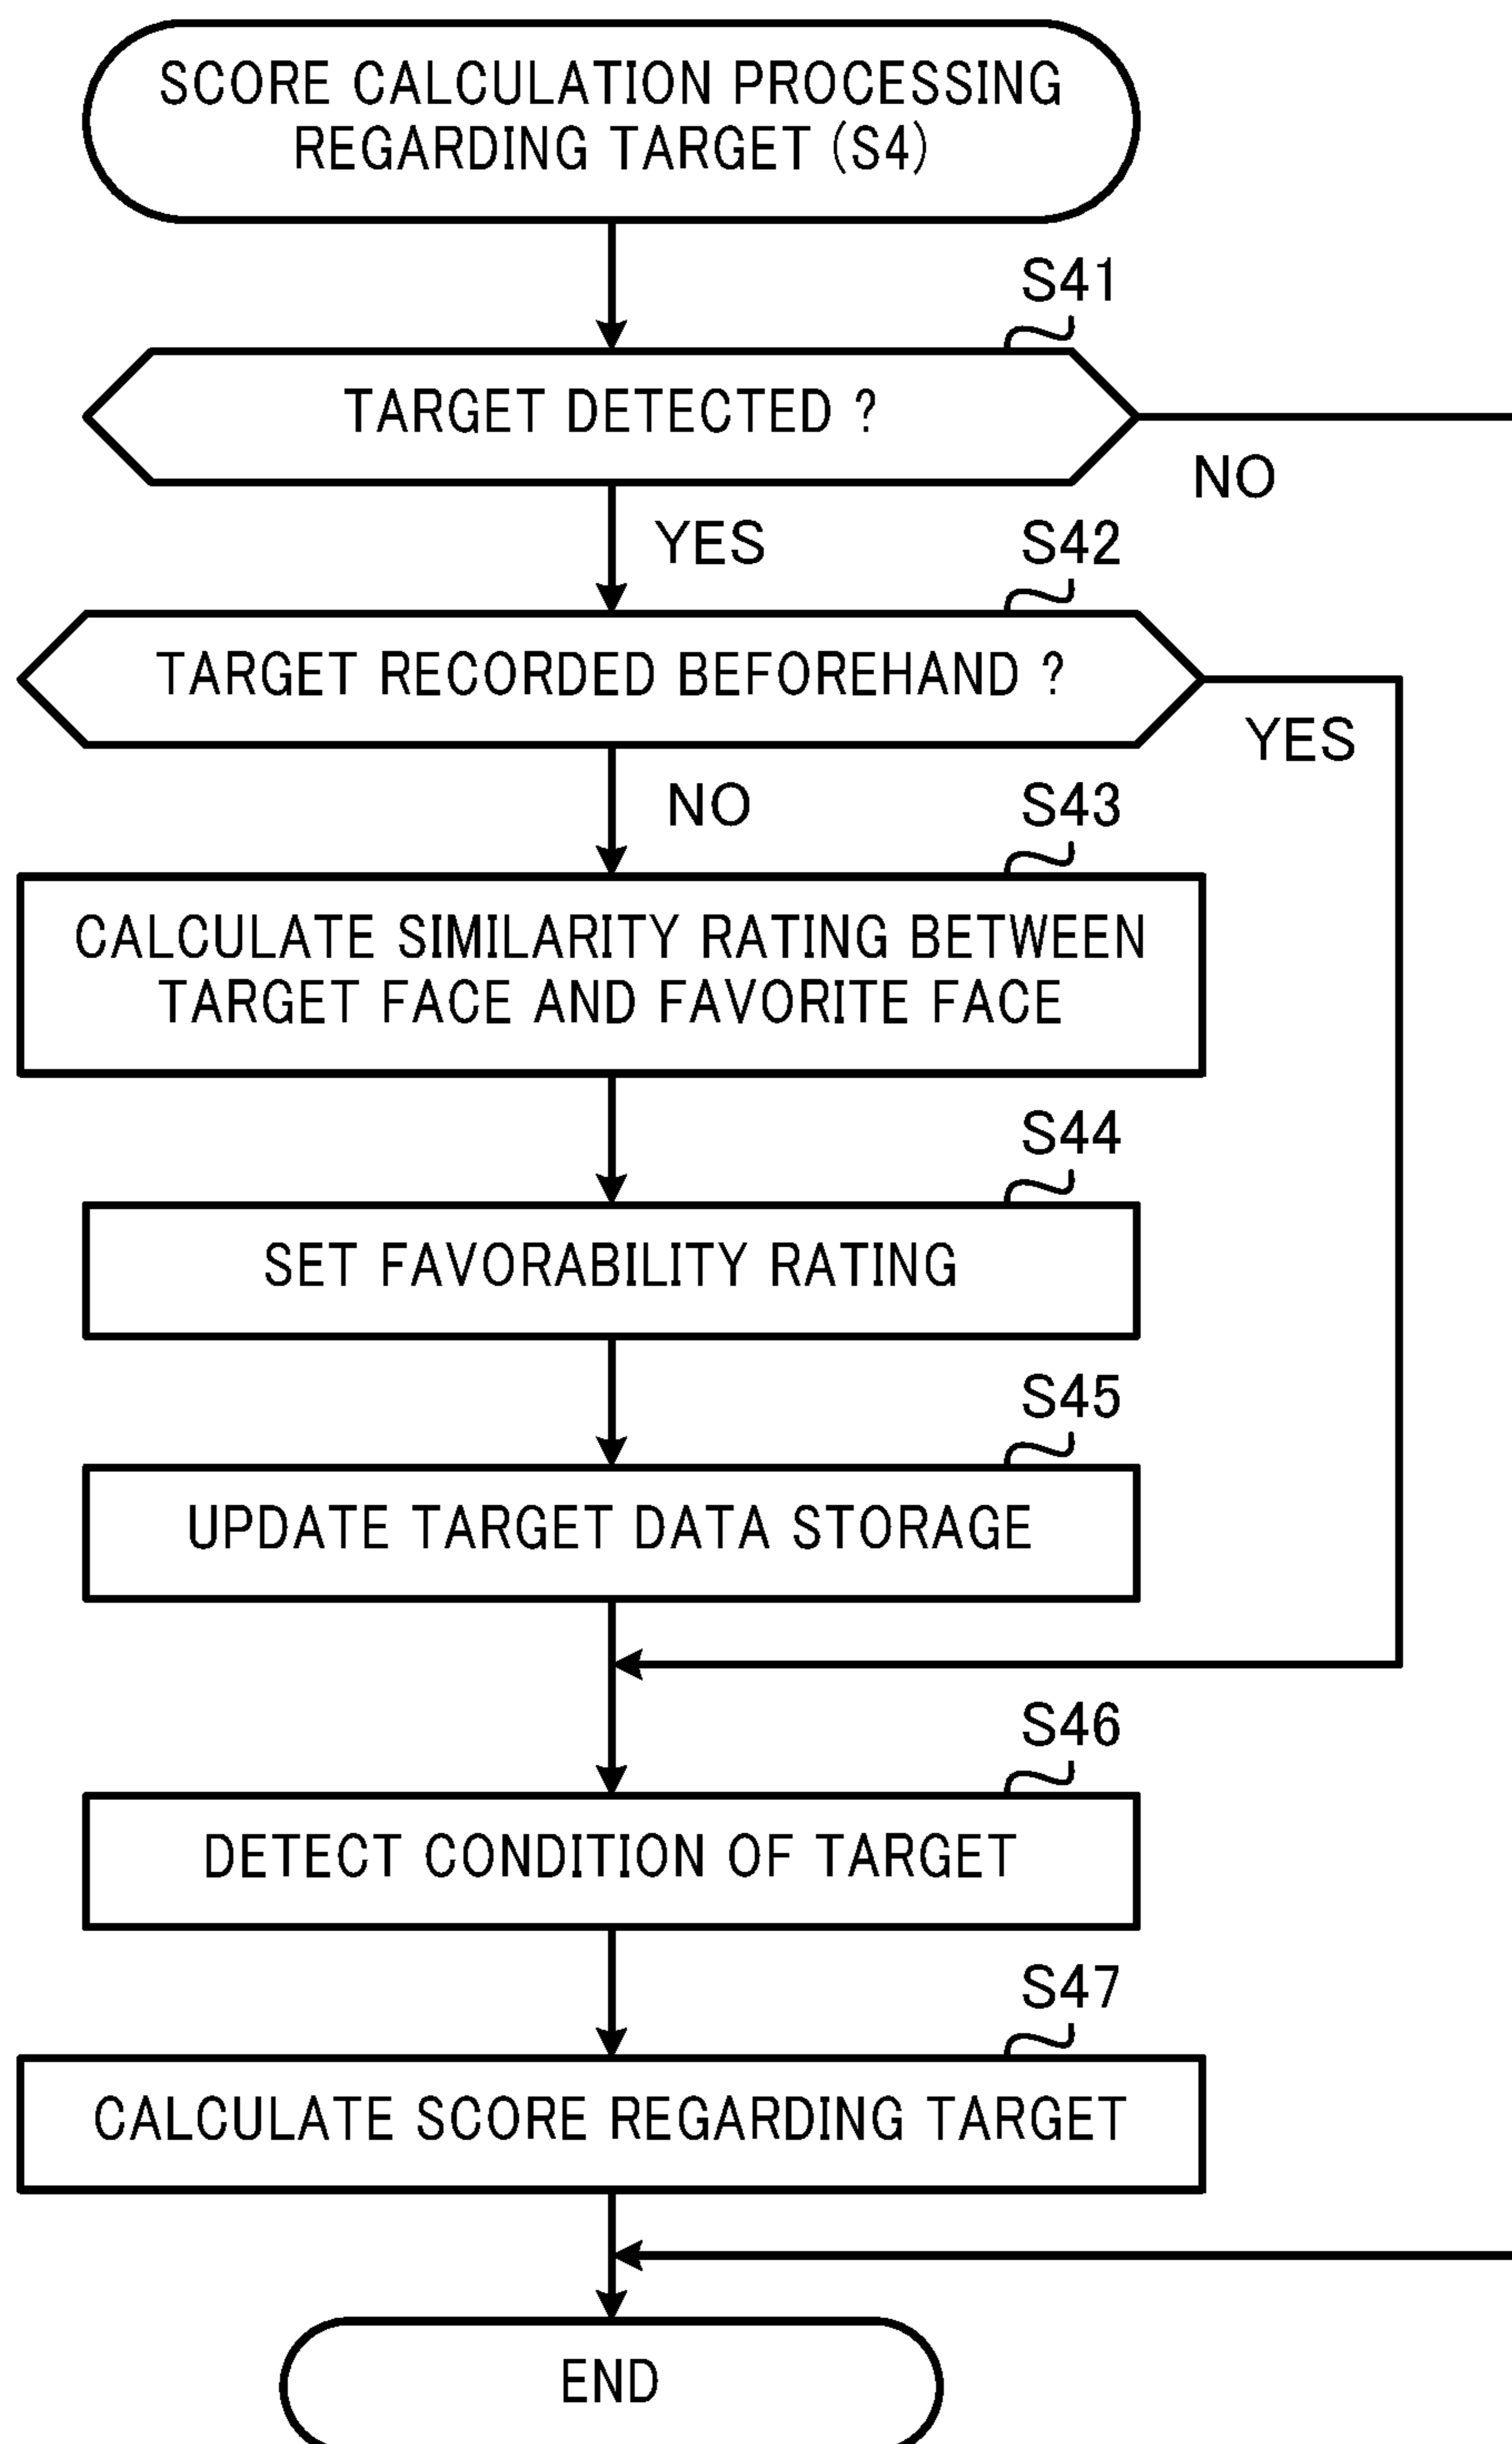 SCORE CALCULATION PROCESSING
REGARDING TARGET (S4)
S41
TARGET DETECTED ?
NO
YES
S42
TARGET RECORDED BEFOREHAND ?
YES
NO
S43
CALCULATE SIMILARITY RATING BETWEEN
TARGET FACE AND FAVORITE FACE
S44
SET FAVORABILITY RATING
S45
UPDATE TARGET DATA STORAGE
S46
DETECT CONDITION OF TARGET
S47
CALCULATE SCORE REGARDING TARGET
END